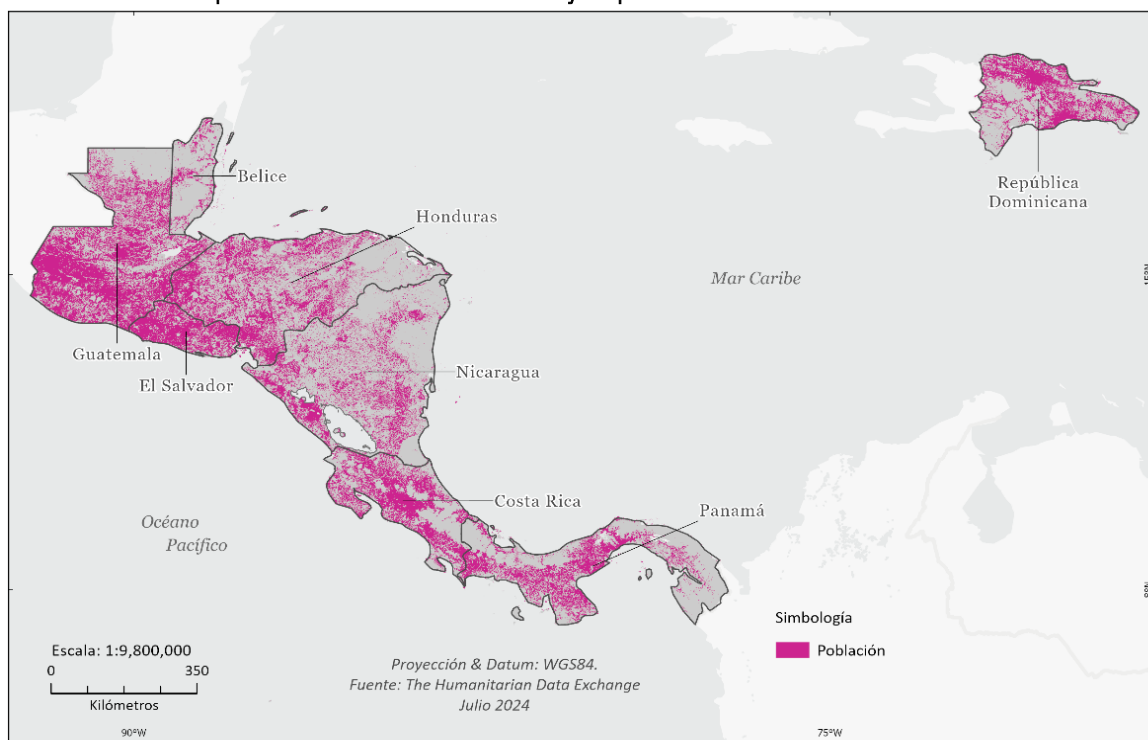 Belice
Honduras
República
Dominicana
Mar Caribe
Guatemala
El Salvador
Nicaragua
Costa Rica
Panamá
Océano
Pacífico
Simbología
Población
Escala: 1:9,800,000
0 350
Kilómetros
Proyección & Datum: WGS84.
Fuente: The Humanitarian Data Exchange
Julio 2024
90°W
75°W
15°N